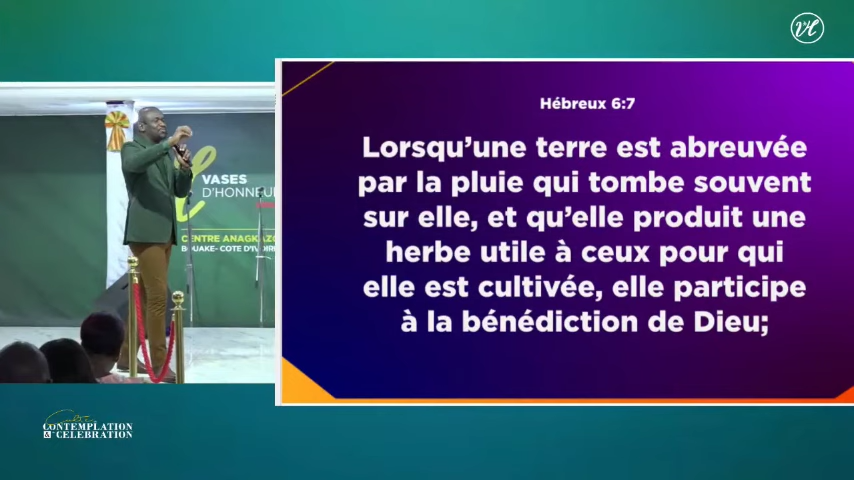 VH
VASES
D'HONNEUR
CENTRE ANAGKAZO
BOUAKE- COTE D'IVOIRE
Hébreux 6:7
Lorsqu'une terre est abreuvée
par la pluie qui tombe souvent
sur elle, et qu'elle produit une
herbe utile à ceux pour qui
elle est cultivée, elle participe
à la bénédiction de Dieu;
CONTEMPLATION
& CELEBRATION